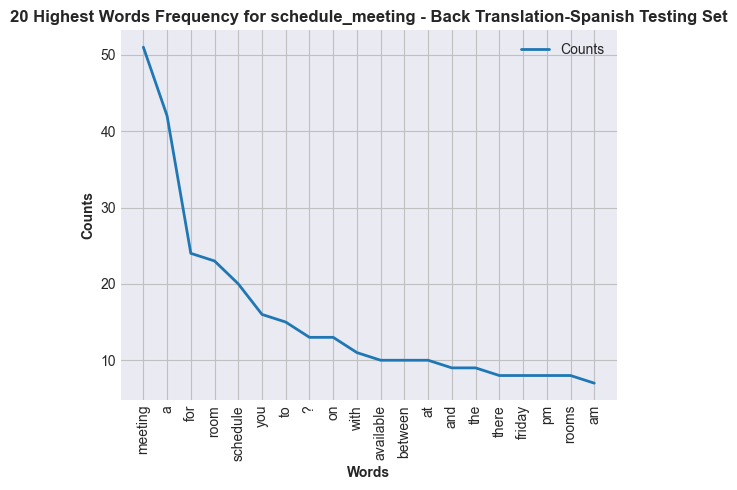 20 Highest Words Frequency for schedule_meeting - Back Translation-Spanish Testing Set
Counts
50
40
30
20
10
Counts
meeting
a
for
room
schedule
you
to
?
on
with
available
between
at
and
the
there
friday
pm
rooms
am
Words